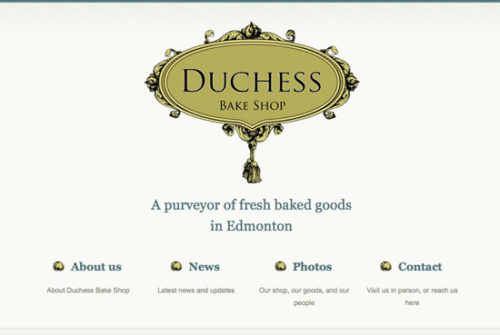 DUCHESS
BAKE SHOP
A purveyor of fresh baked goods
in Edmonton
About us
News
Photos
Contact
About Duchess Bake Shop
Latest news and updates
Our shop, our goods, and our
people
Visit us in person, or reach us
here